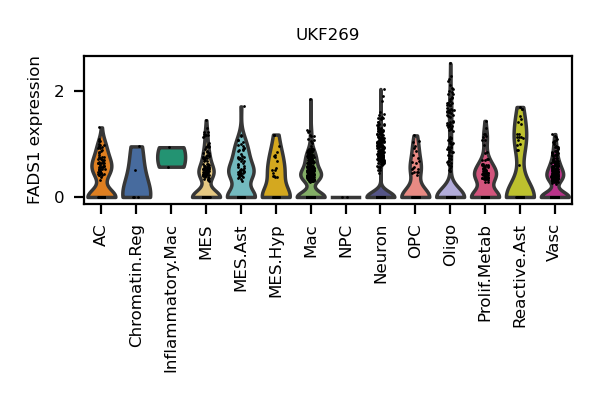 UKF269
FADS1 expression
2
0
AC
Chromatin.Reg
Inflammatory.Mac
MES
MES.Ast
MES.Hyp
Mac
NPC
Neuron
OPC
Oligo
Prolif.Metab
Reactive.Ast
Vasc